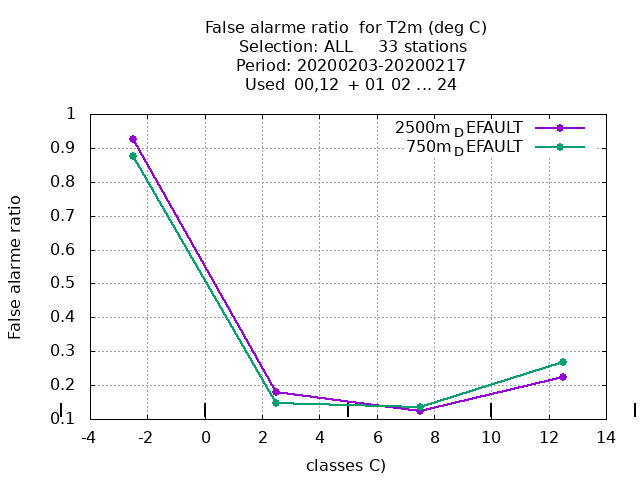 False alarme ratio  for T2m (deg C)
Selection: ALL     33 stations
Period: 20200203-20200217
Used  00,12  + 01 02 ... 24
2500m_DEFAULT
750m_DEFAULT
False alarme ratio
1
0.9
0.8
0.7
0.6
0.5
0.4
0.3
0.2
0.1
-4 -2 0 2 4 6 8 10 12 14
classes C)